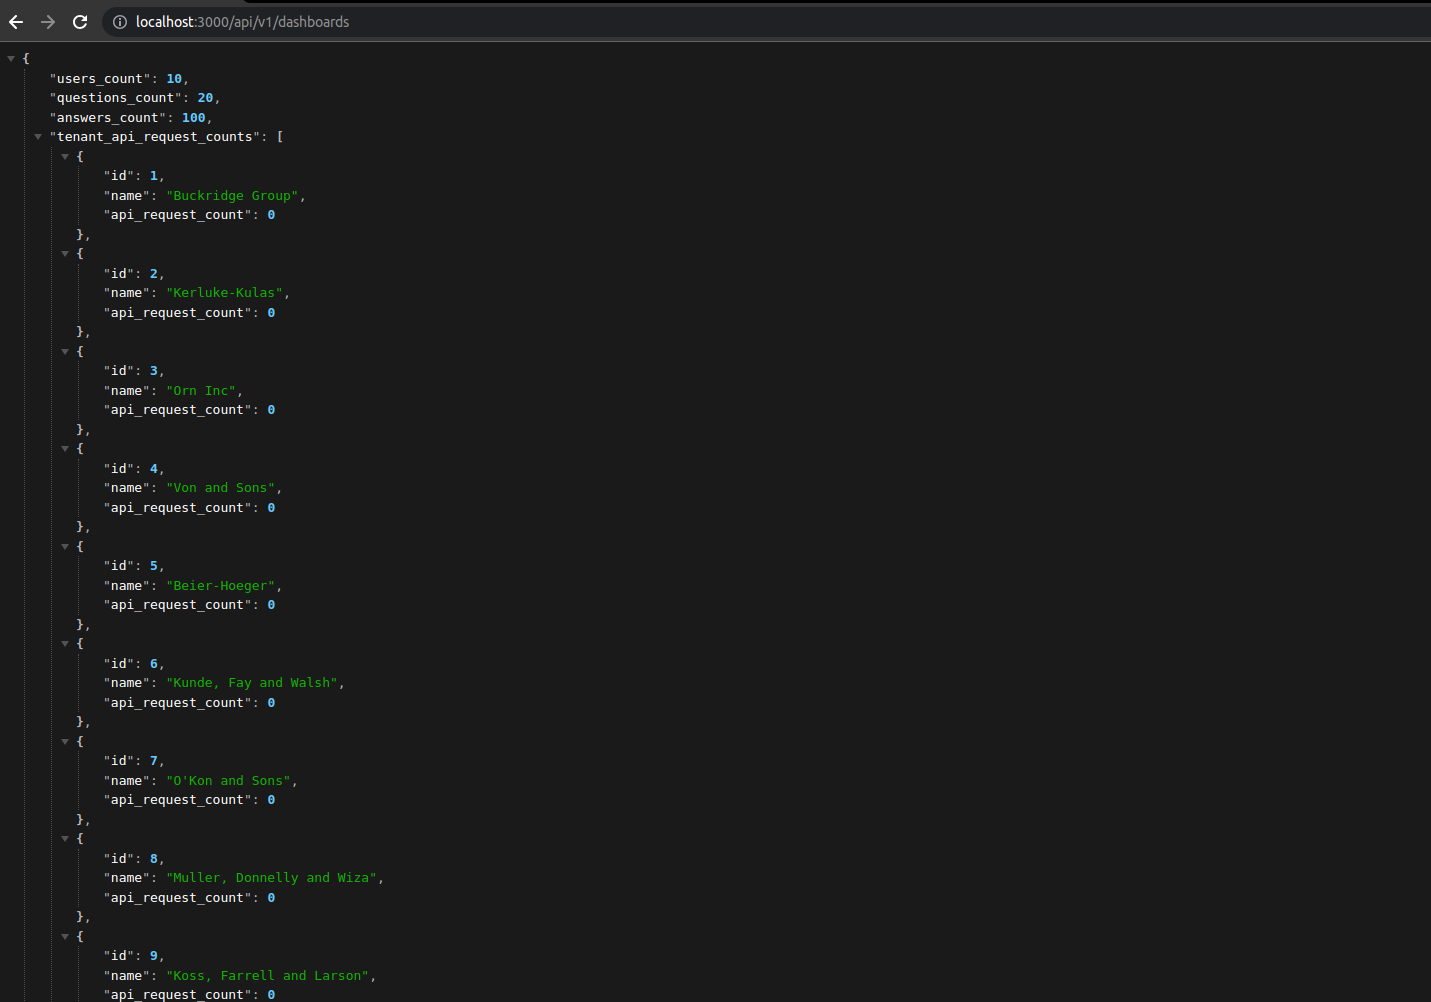 localhost:3000/api/v1/dashboards
{
"users_count": 10,
"questions_count": 20,
"answers_count": 100,
"tenant_api_request_counts": [
{
"id": 1,
"name": "Buckridge Group",
"api_request_count": 0
},
{
"id": 2,
"name": "Kerluke-Kulas",
"api_request_count": 0
},
{
"id": 3,
"name": "Orn Inc",
"api_request_count": 0
},
{
"id": 4,
"name": "Von and Sons",
"api_request_count": 0
},
{
"id": 5,
"name": "Beier-Hoeger",
"api_request_count": 0
},
{
"id": 6,
"name": "Kunde, Fay and Walsh",
"api_request_count": 0
},
{
"id": 7,
"name": "O'Kon and Sons",
"api_request_count": 0
},
{
"id": 8,
"name": "Muller, Donnelly and Wiza",
"api_request_count": 0
},
{
"id": 9,
"name": "Koss, Farrell and Larson",
"api_request_count": 0